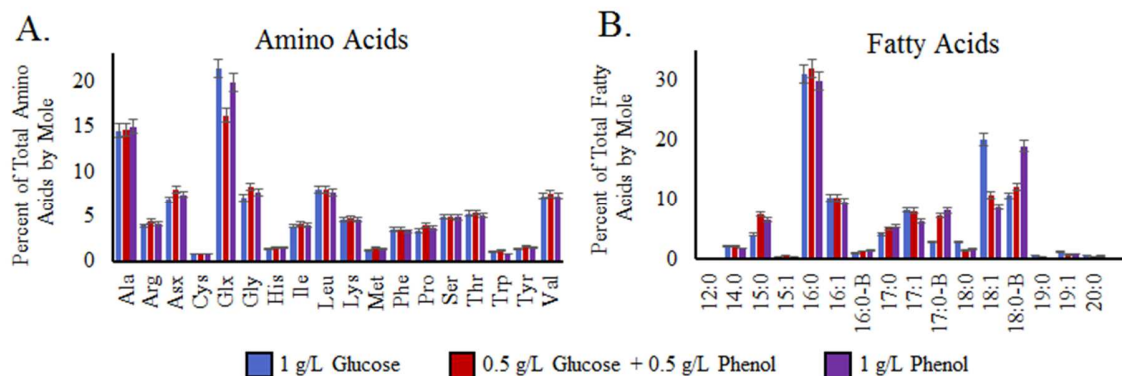 A.
Amino Acids
Percent of Total Amino
Acids by Mole
20
15
10
5
0
Ala
Arg
Asx
Cys
Glx
Gly
His
Ile
Leu
Lys
Met
Phe
Pro
Ser
Thr
Trp
Tyr
Val
B.
Fatty Acids
Percent of Total Fatty
Acids by Mole
30
20
10
0
12:0
14:0
15:0
15:1
16:0
16:1
16:0-B
17:0
17:1
17:0-B
18:0
18:1
18:0-B
19:0
19:1
20:0
1 g/L Glucose
0.5 g/L Glucose + 0.5 g/L Phenol
1 g/L Phenol